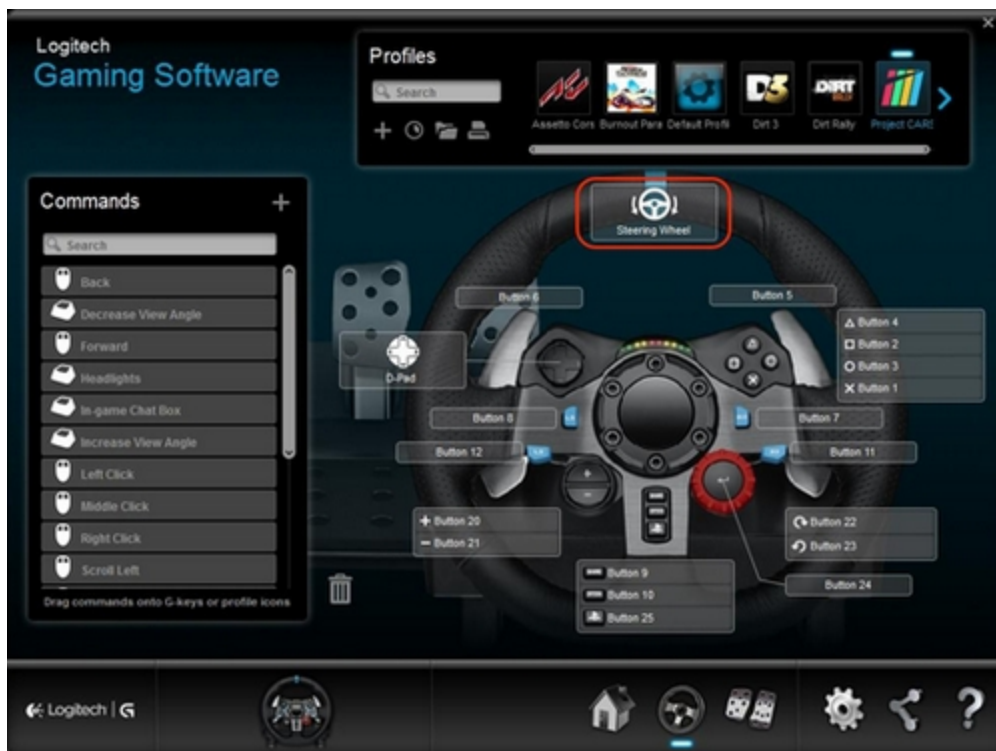 Logitech
Gaming Software
Profiles
Search
Assetto Cors
Burnout Para
Default Profil
D3
Dirt 3
DiRT
Dirt Rally
Project CARS
Commands
Search
Back
Decrease View Angle
Forward
Headlights
In-game Chat Box
Increase View Angle
Left Click
Middle Click
Right Click
Scroll Left
Drag commands onto G-keys or profile icons
Steering Wheel
Button 6
Button 5
Button 4
Button 2
Button 3
Button 1
D-Pad
Button 8
Button 7
Button 12
Button 11
Button 20
Button 21
Button 22
Button 23
Button 24
Button 9
Button 10
Button 25
Logitech | G